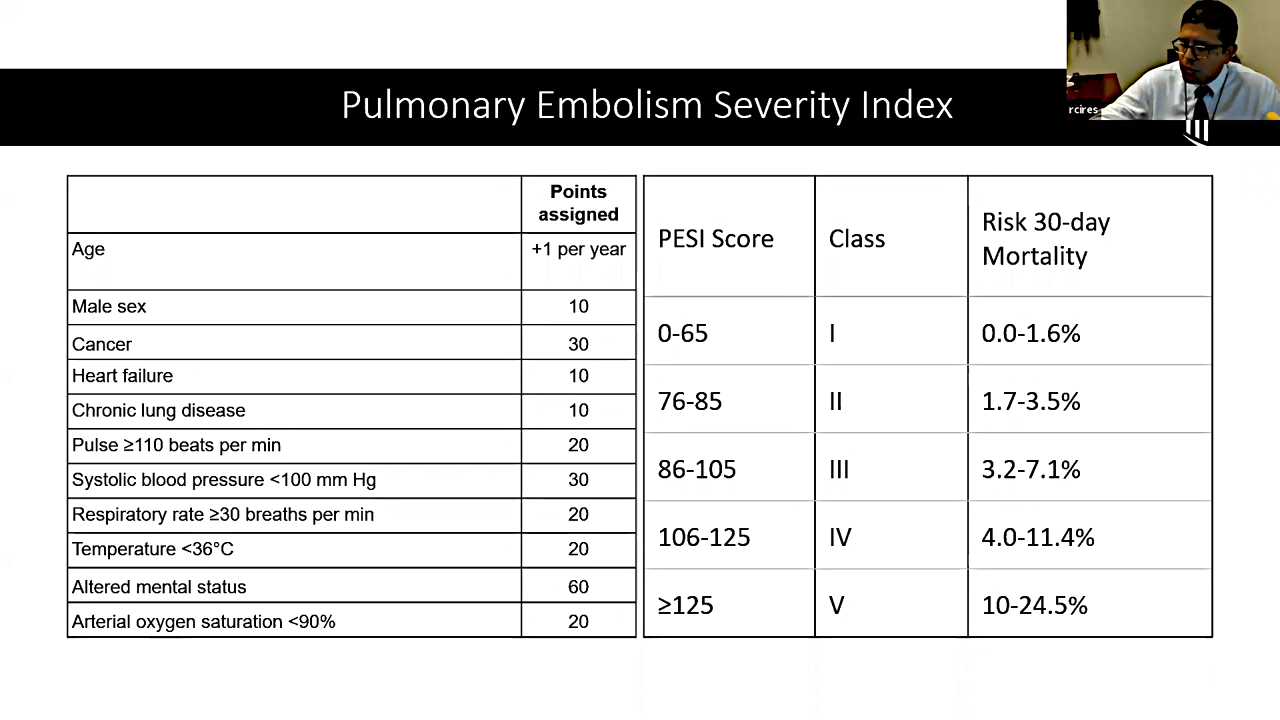 Pulmonary Embolism Severity Index
rcires
Points
assigned
Age +1 per year
Male sex 10
Cancer 30
Heart failure 10
Chronic lung disease 10
Pulse ≥110 beats per min 20
Systolic blood pressure <100 mm Hg 30
Respiratory rate ≥30 breaths per min 20
Temperature <36°C 20
Altered mental status 60
Arterial oxygen saturation <90% 20
PESI Score Class Risk 30-day
Mortality
0-65 I 0.0-1.6%
76-85 II 1.7-3.5%
86-105 III 3.2-7.1%
106-125 IV 4.0-11.4%
≥125 V 10-24.5%